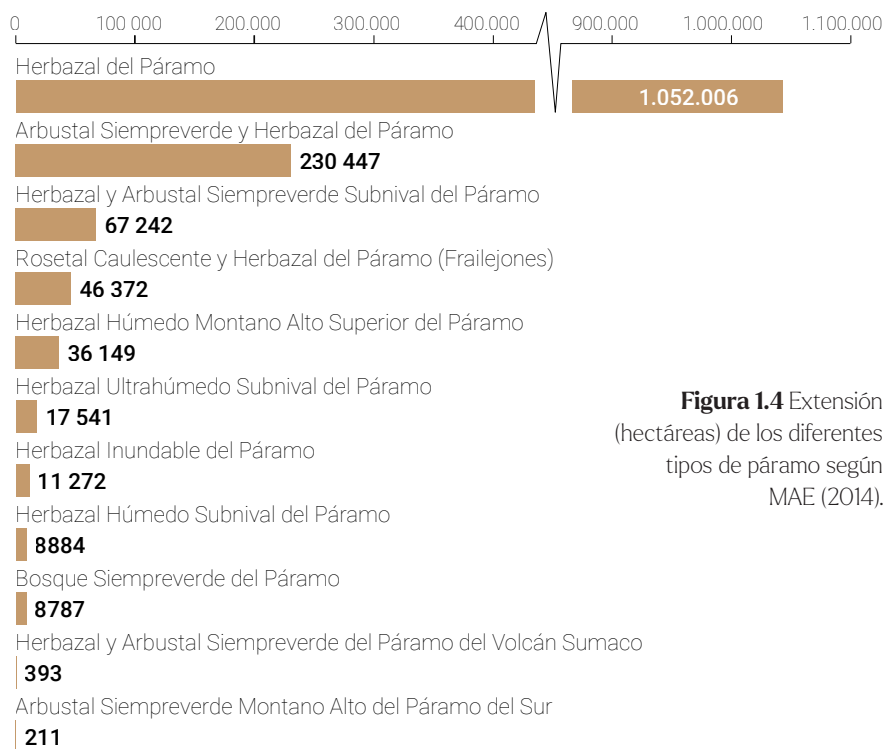 0 100 000 200.000 300.000 400.000 900.000 1.000.000 1.100.000
Herbazal del Páramo
1.052.006
Arbustal Siempreverde y Herbazal del Páramo
230 447
Herbazal y Arbustal Siempreverde Subnival del Páramo
67 242
Rosetal Caulescente y Herbazal del Páramo (Frailejones)
46 372
Herbazal Húmedo Montano Alto Superior del Páramo
36 149
Herbazal Ultrahúmedo Subnival del Páramo
17 541
Herbazal Inundable del Páramo
11 272
Herbazal Húmedo Subnival del Páramo
8884
Bosque Siempreverde del Páramo
8787
Herbazal y Arbustal Siempreverde del Páramo del Volcán Sumaco
393
Arbustal Siempreverde Montano Alto del Páramo del Sur
211
Figura 1.4 Extensión
(hectáreas) de los diferentes
tipos de páramo según
MAE (2014).